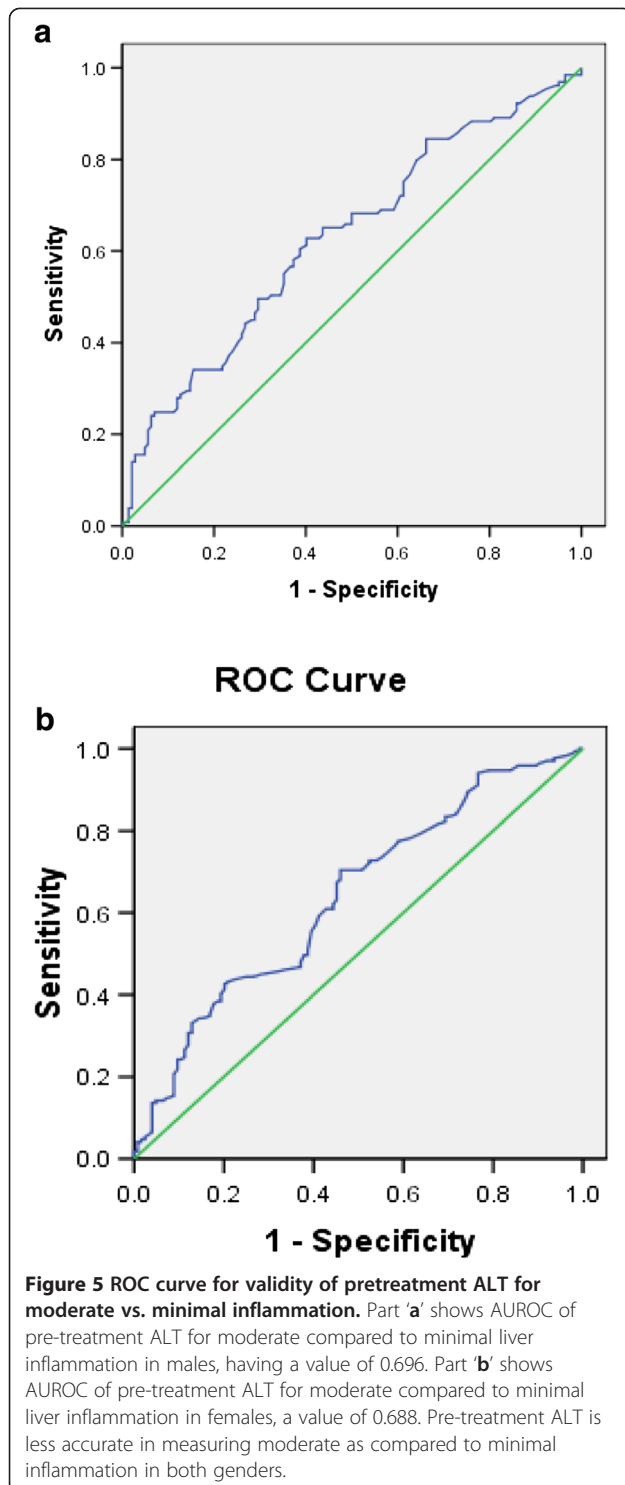 a
1.0
0.8
0.6
0.4
0.2
0.0
Sensitivity
0.0 0.2 0.4 0.6 0.8 1.0
1 - Specificity
ROC Curve
b
1.0
0.8
0.6
0.4
0.2
0.0
Sensitivity
0.0 0.2 0.4 0.6 0.8 1.0
1 - Specificity
Figure 5 ROC curve for validity of pretreatment ALT for
moderate vs. minimal inflammation. Part ‘a’ shows AUROC of
pre-treatment ALT for moderate compared to minimal liver
inflammation in males, having a value of 0.696. Part ‘b’ shows
AUROC of pre-treatment ALT for moderate compared to minimal
liver inflammation in females, a value of 0.688. Pre-treatment ALT is
less accurate in measuring moderate as compared to minimal
inflammation in both genders.